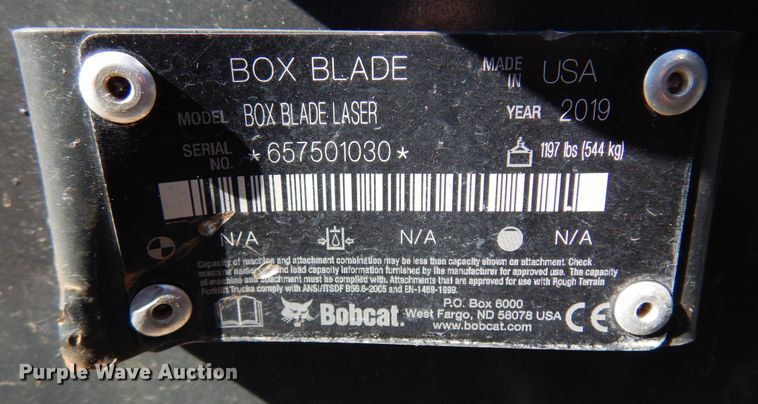 BOX BLADE
MADE IN USA
MODEL BOX BLADE LASER YEAR 2019
SERIAL NO. *657501030* 1197 lbs (544 kg)
N/A N/A N/A
Capacity of machine and attachment combination may be less than capacity shown on attachment. Check
machine name and load capacity information furnished by the manufacturer for approved use. The capacity
of machine and attachment must be complied with. Attachments that are approved for use with Rough Terrain
Forklift Trucks comply with ANSI/ITSDF B56.6-2005 and EN-1459-1999.
Bobcat.
P.O. Box 6000
West Fargo, ND 58078 USA
www.bobcat.com
CE
Purple Wave Auction